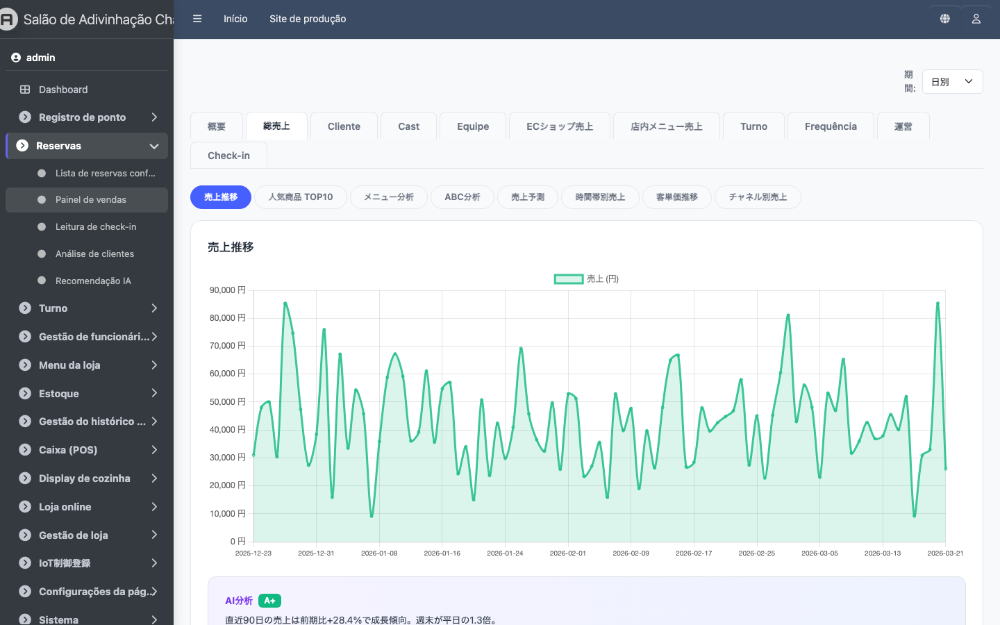 Salão de Adivinhação Cha
Início
Site de produção
admin
Dashboard
Registro de ponto
Reservas
Lista de reservas conf...
Painel de vendas
Leitura de check-in
Análise de clientes
Recomendação IA
Turno
Gestão de funcionári...
Menu da loja
Estoque
Gestão do histórico ...
Caixa (POS)
Display de cozinha
Loja online
Gestão de loja
IoT制御登録
Configurações da pág...
Sistema
期
間:
日別
概要
総売上
Cliente
Cast
Equipe
ECショップ売上
店内メニュー売上
Turno
Frequência
運営
Check-in
売上推移
人気商品 TOP10
メニュー分析
ABC分析
売上予測
時間帯別売上
客単価推移
チャネル別売上
売上推移
売上 (円)
90,000 円
80,000 円
70,000 円
60,000 円
50,000 円
40,000 円
30,000 円
20,000 円
10,000 円
0 円
2025-12-23
2025-12-31
2026-01-08
2026-01-16
2026-01-24
2026-02-01
2026-02-09
2026-02-17
2026-02-25
2026-03-05
2026-03-13
2026-03-21
AI分析
A+
直近90日の売上は前期比+28.4%で成長傾向。週末が平日の1.3倍。